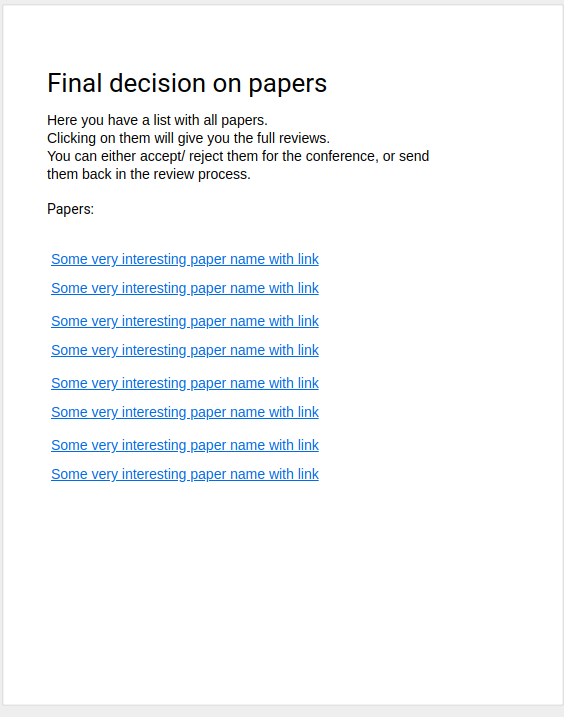 Final decision on papers
Here you have a list with all papers.
Clicking on them will give you the full reviews.
You can either accept/ reject them for the conference, or send
them back in the review process.
Papers:
Some very interesting paper name with link
Some very interesting paper name with link
Some very interesting paper name with link
Some very interesting paper name with link
Some very interesting paper name with link
Some very interesting paper name with link
Some very interesting paper name with link
Some very interesting paper name with link